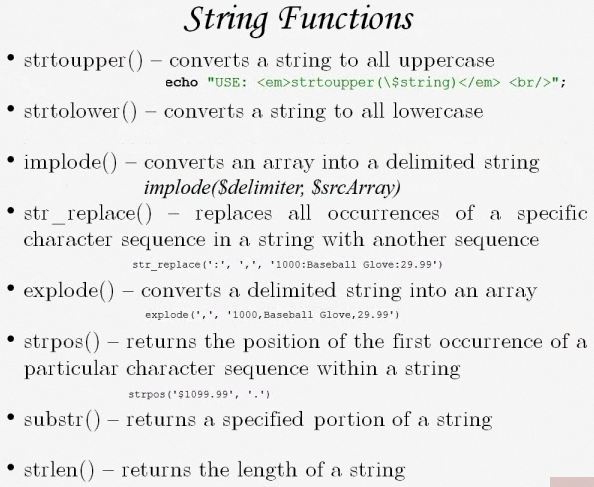 String Functions
• strtoupper() – converts a string to all uppercase
echo "USE: <em>strtoupper(\$string)</em> <br/>";
• strtolower() – converts a string to all lowercase
• implode() – converts an array into a delimited string
implode($delimiter, $srcArray)
• str_replace() – replaces all occurrences of a specific
character sequence in a string with another sequence
str_replace(':', ',', '1000:Baseball Glove:29.99')
• explode() – converts a delimited string into an array
explode(',', '1000,Baseball Glove,29.99')
• strpos() – returns the position of the first occurrence of a
particular character sequence within a string
strpos('$1099.99', '.')
• substr() – returns a specified portion of a string
• strlen() – returns the length of a string